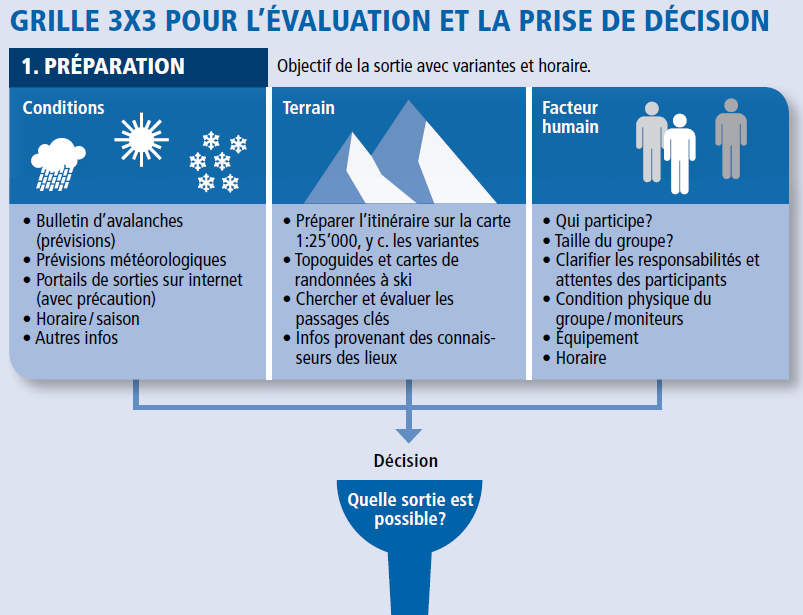 GRILLE 3X3 POUR L’ÉVALUATION ET LA PRISE DE DÉCISION
1. PRÉPARATION
Objectif de la sortie avec variantes et horaire.
Conditions
• Bulletin d’avalanches
(prévisions)
• Prévisions météorologiques
• Portails de sorties sur internet
(avec précaution)
• Horaire/saison
• Autres infos
Terrain
• Préparer l’itinéraire sur la carte
1:25’000, y c. les variantes
• Topoguides et cartes de
randonnées à ski
• Chercher et évaluer les
passages clés
• Infos provenant des connais-
seurs des lieux
Facteur
humain
• Qui participe?
• Taille du groupe?
• Clarifier les responsabilités et
attentes des participants
• Condition physique du
groupe/moniteurs
• Équipement
• Horaire
Décision
Quelle sortie est
possible?